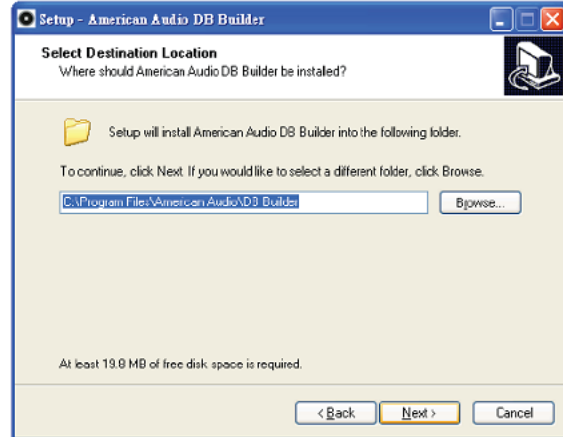 Setup - American Audio DB Builder
Select Destination Location
Where should American Audio DB Builder be installed?
Setup will install American Audio DB Builder into the following folder.
To continue, click Next. If you would like to select a different folder, click Browse.
C:\Program Files\American Audio\DB Builder
Browse...
At least 19.8 MB of free disk space is required.
< Back
Next >
Cancel